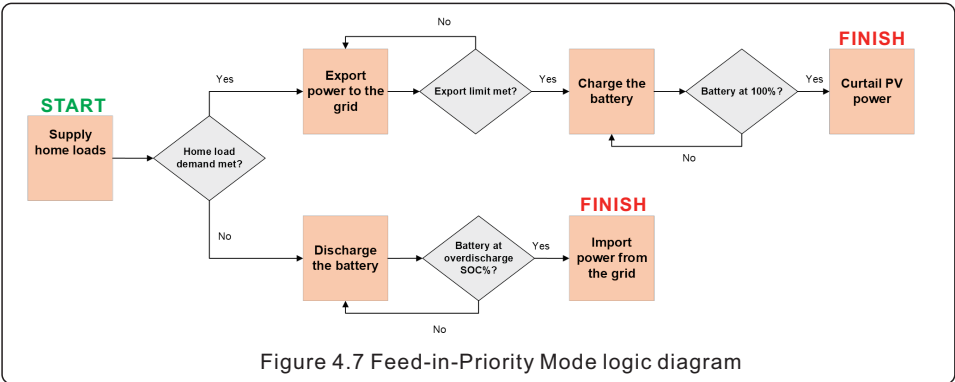 START
Supply
home loads
Home load
demand met?
Yes
Export
power to the
grid
No
Export limit met?
Yes
Charge the
battery
Battery at 100%?
No
Yes
FINISH
Curtail PV
power
No
Discharge
the battery
Battery at
overdischarge
SOC%?
No
Yes
FINISH
Import
power from
the grid
Figure 4.7 Feed-in-Priority Mode logic diagram